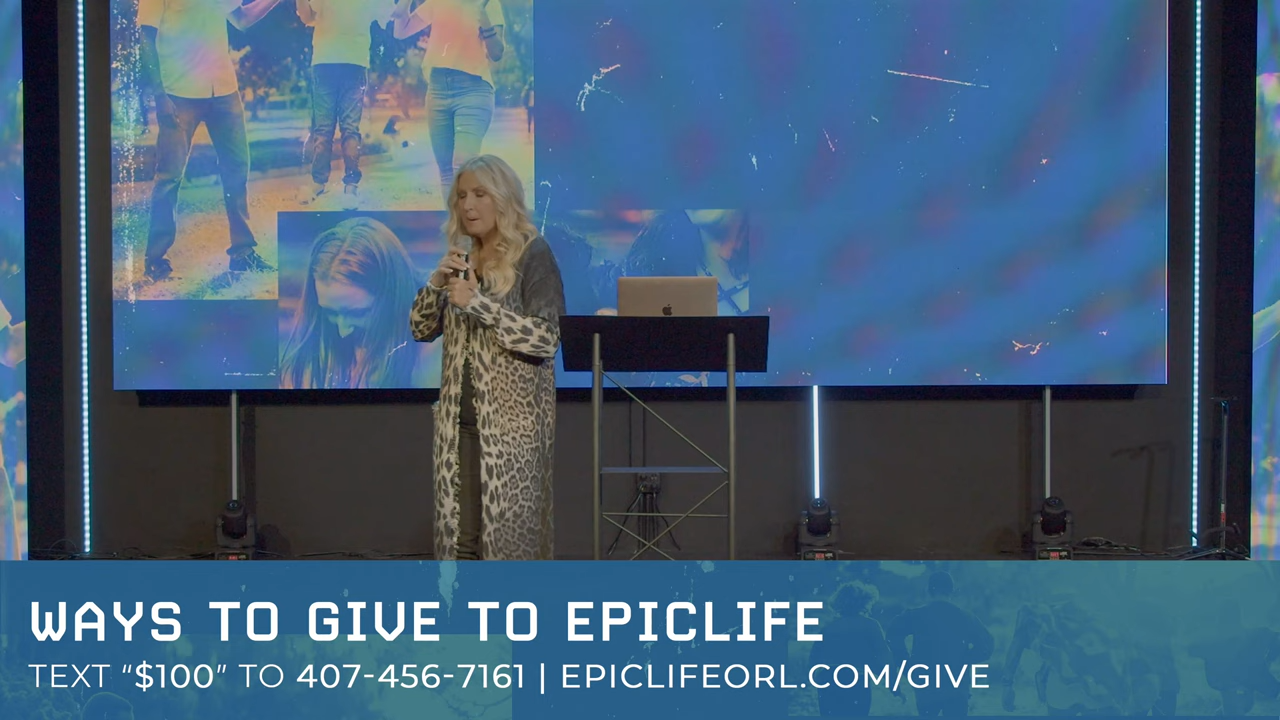 WAYS TO GIVE TO EPICLIFE
TEXT “$100” TO 407-456-7161 | EPICLIFEORL.COM/GIVE